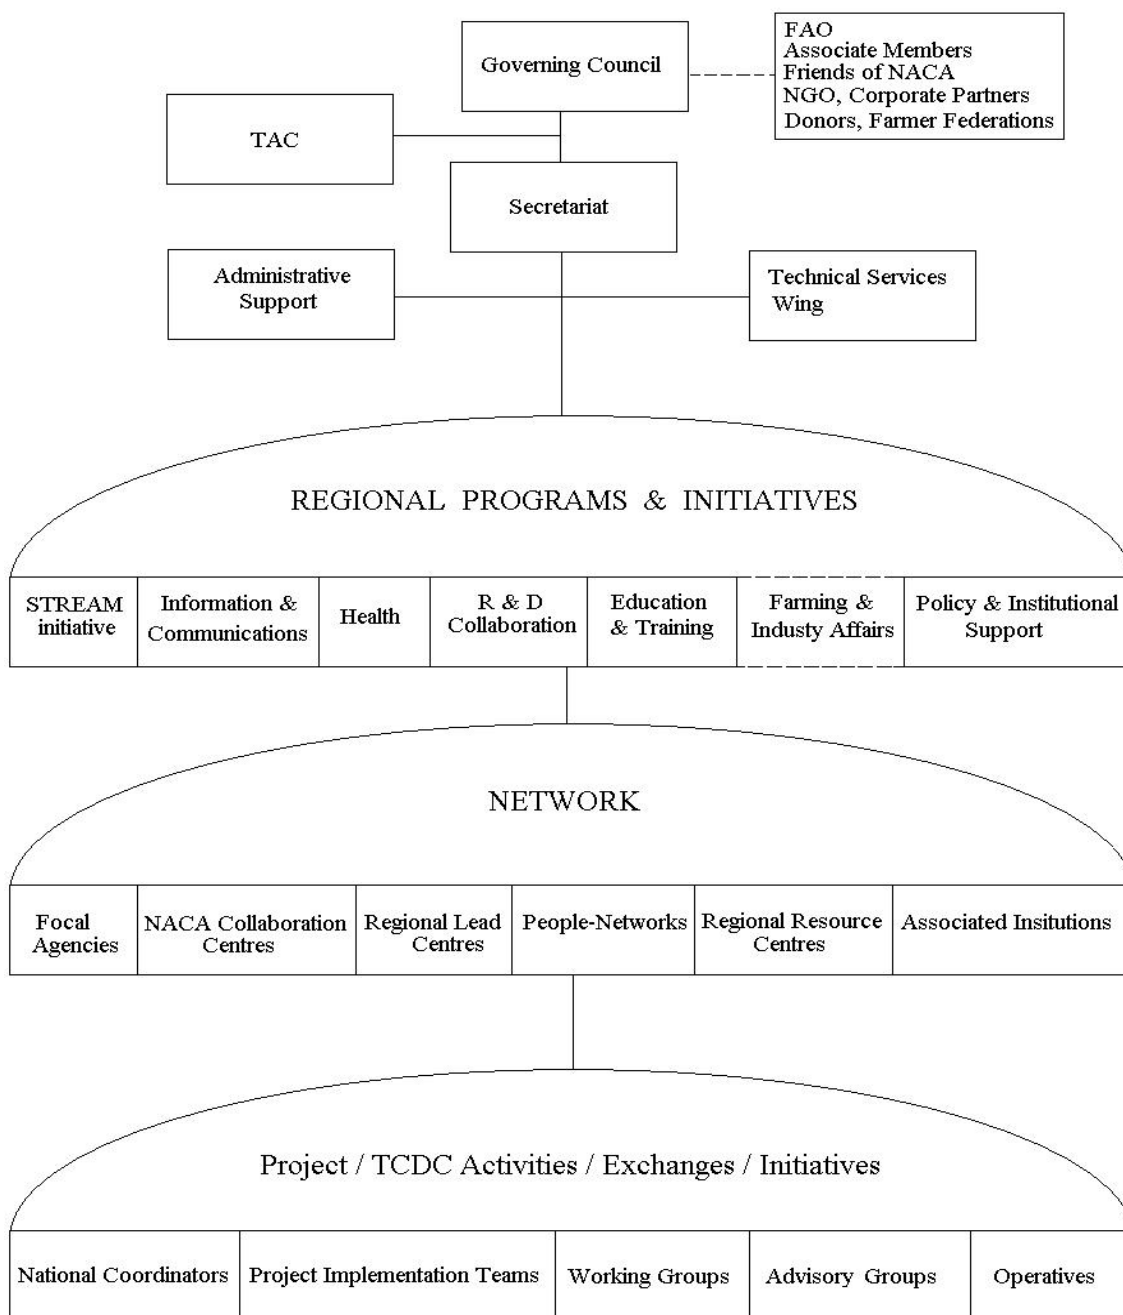 Governing Council
FAO
Associate Members
Friends of NACA
NGO, Corporate Partners
Donors, Farmer Federations
TAC
Secretariat
Administrative
Support
Technical Services
Wing
REGIONAL PROGRAMS & INITIATIVES
STREAM
initiative
Information &
Communications
Health
R & D
Collaboration
Education
& Training
Farming &
Industy Affairs
Policy & Institutional
Support
NETWORK
Focal
Agencies
NACA Collaboration
Centres
Regional Lead
Centres
People-Networks
Regional Resource
Centres
Associated Insitutions
Project / TCDC Activities / Exchanges / Initiatives
National Coordinators
Project Implementation Teams
Working Groups
Advisory Groups
Operatives